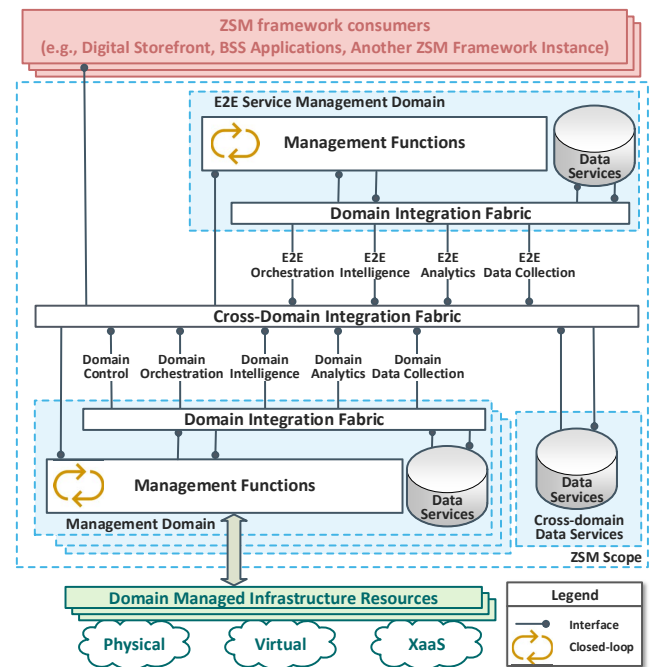 ZSM framework consumers
(e.g., Digital Storefront, BSS Applications, Another ZSM Framework Instance)
E2E Service Management Domain
Management Functions
Data
Services
Domain Integration Fabric
E2E
Orchestration
E2E
Intelligence
E2E
Analytics
E2E
Data Collection
Cross-Domain Integration Fabric
Domain
Control
Domain
Orchestration
Domain
Intelligence
Domain
Analytics
Domain
Data Collection
Domain Integration Fabric
Management Functions
Data
Services
Management Domain
Data
Services
Cross-domain
Data Services
ZSM Scope
Domain Managed Infrastructure Resources
Physical
Virtual
XaaS
Legend
Interface
Closed-loop